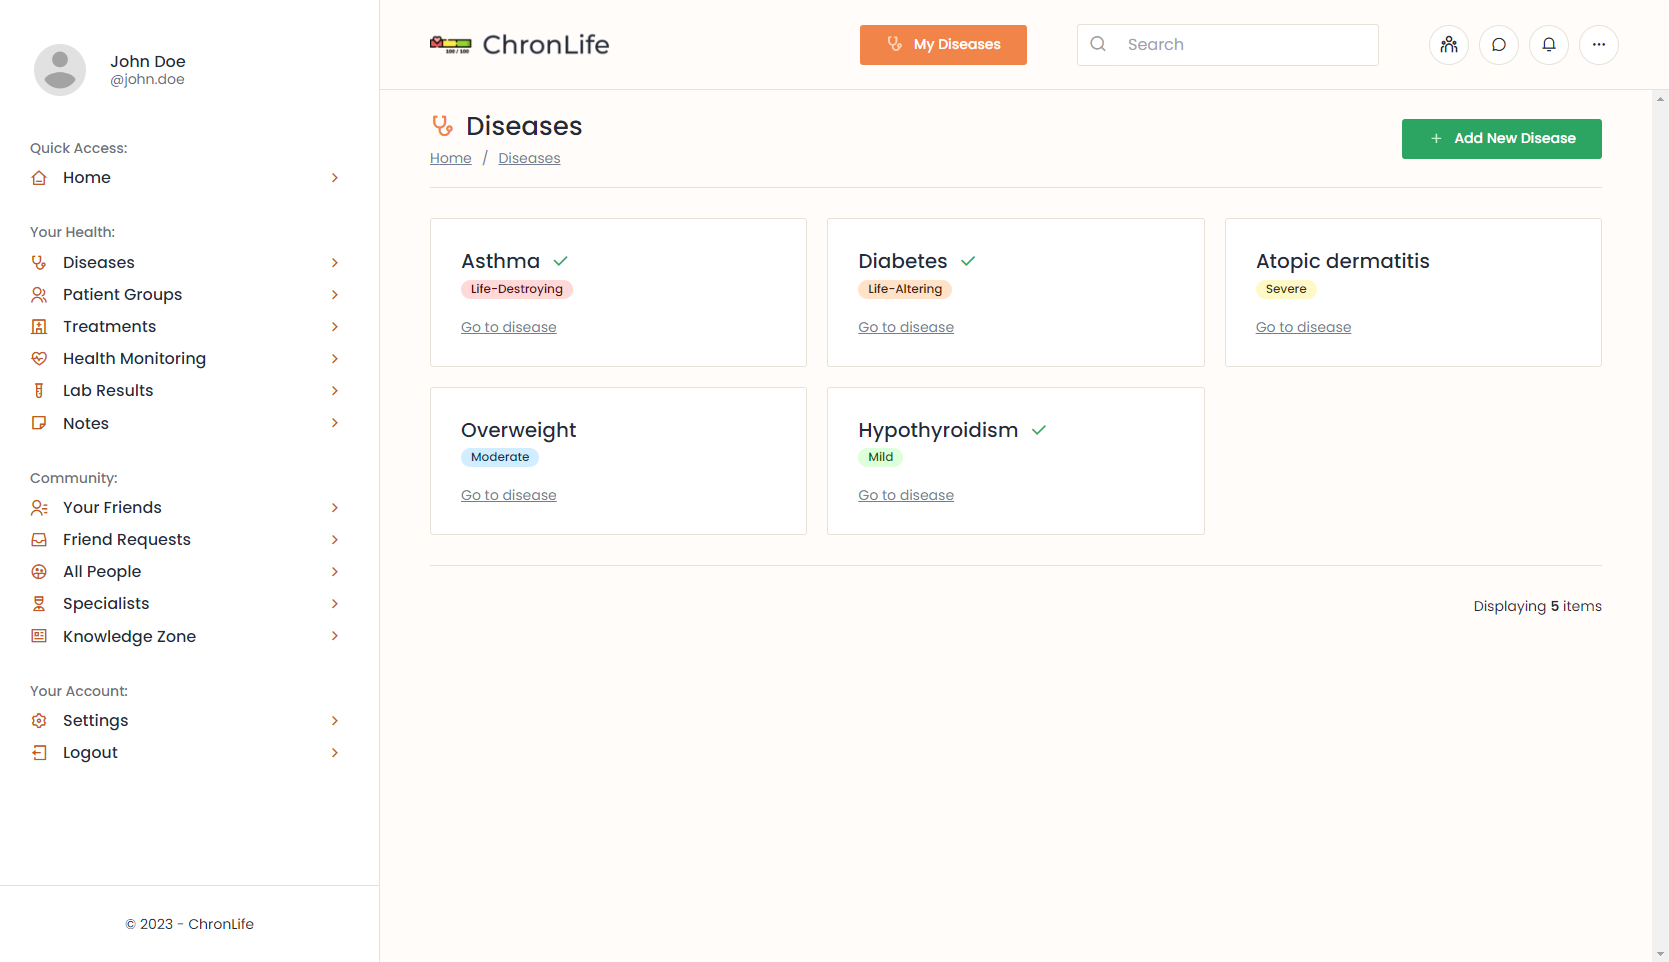 John Doe
@john.doe
Quick Access:
Home
Your Health:
Diseases
Patient Groups
Treatments
Health Monitoring
Lab Results
Notes
Community:
Your Friends
Friend Requests
All People
Specialists
Knowledge Zone
Your Account:
Settings
Logout
© 2023 - ChronLife
100 / 100
ChronLife
My Diseases
Search
Diseases
Home / Diseases
Add New Disease
Asthma
Life-Destroying
Go to disease
Diabetes
Life-Altering
Go to disease
Atopic dermatitis
Severe
Go to disease
Overweight
Moderate
Go to disease
Hypothyroidism
Mild
Go to disease
Displaying 5 items